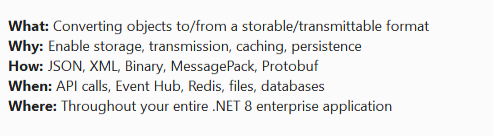 What: Converting objects to/from a storable/transmittable format
Why: Enable storage, transmission, caching, persistence
How: JSON, XML, Binary, MessagePack, Protobuf
When: API calls, Event Hub, Redis, files, databases
Where: Throughout your entire .NET 8 enterprise application